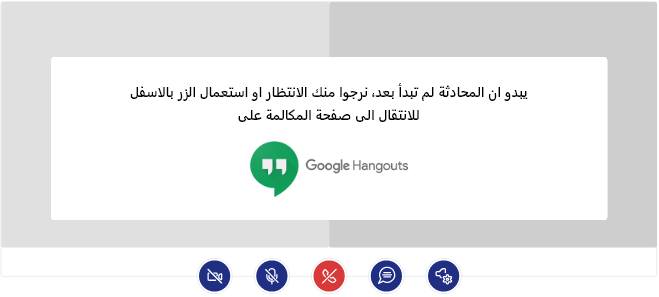 يبدو ان المحادثة لم تبدأ بعد، نرجوا منك الانتظار او استعمال الزر بالاسفل
للانتقال الى صفحة المكالمة على
Google Hangouts